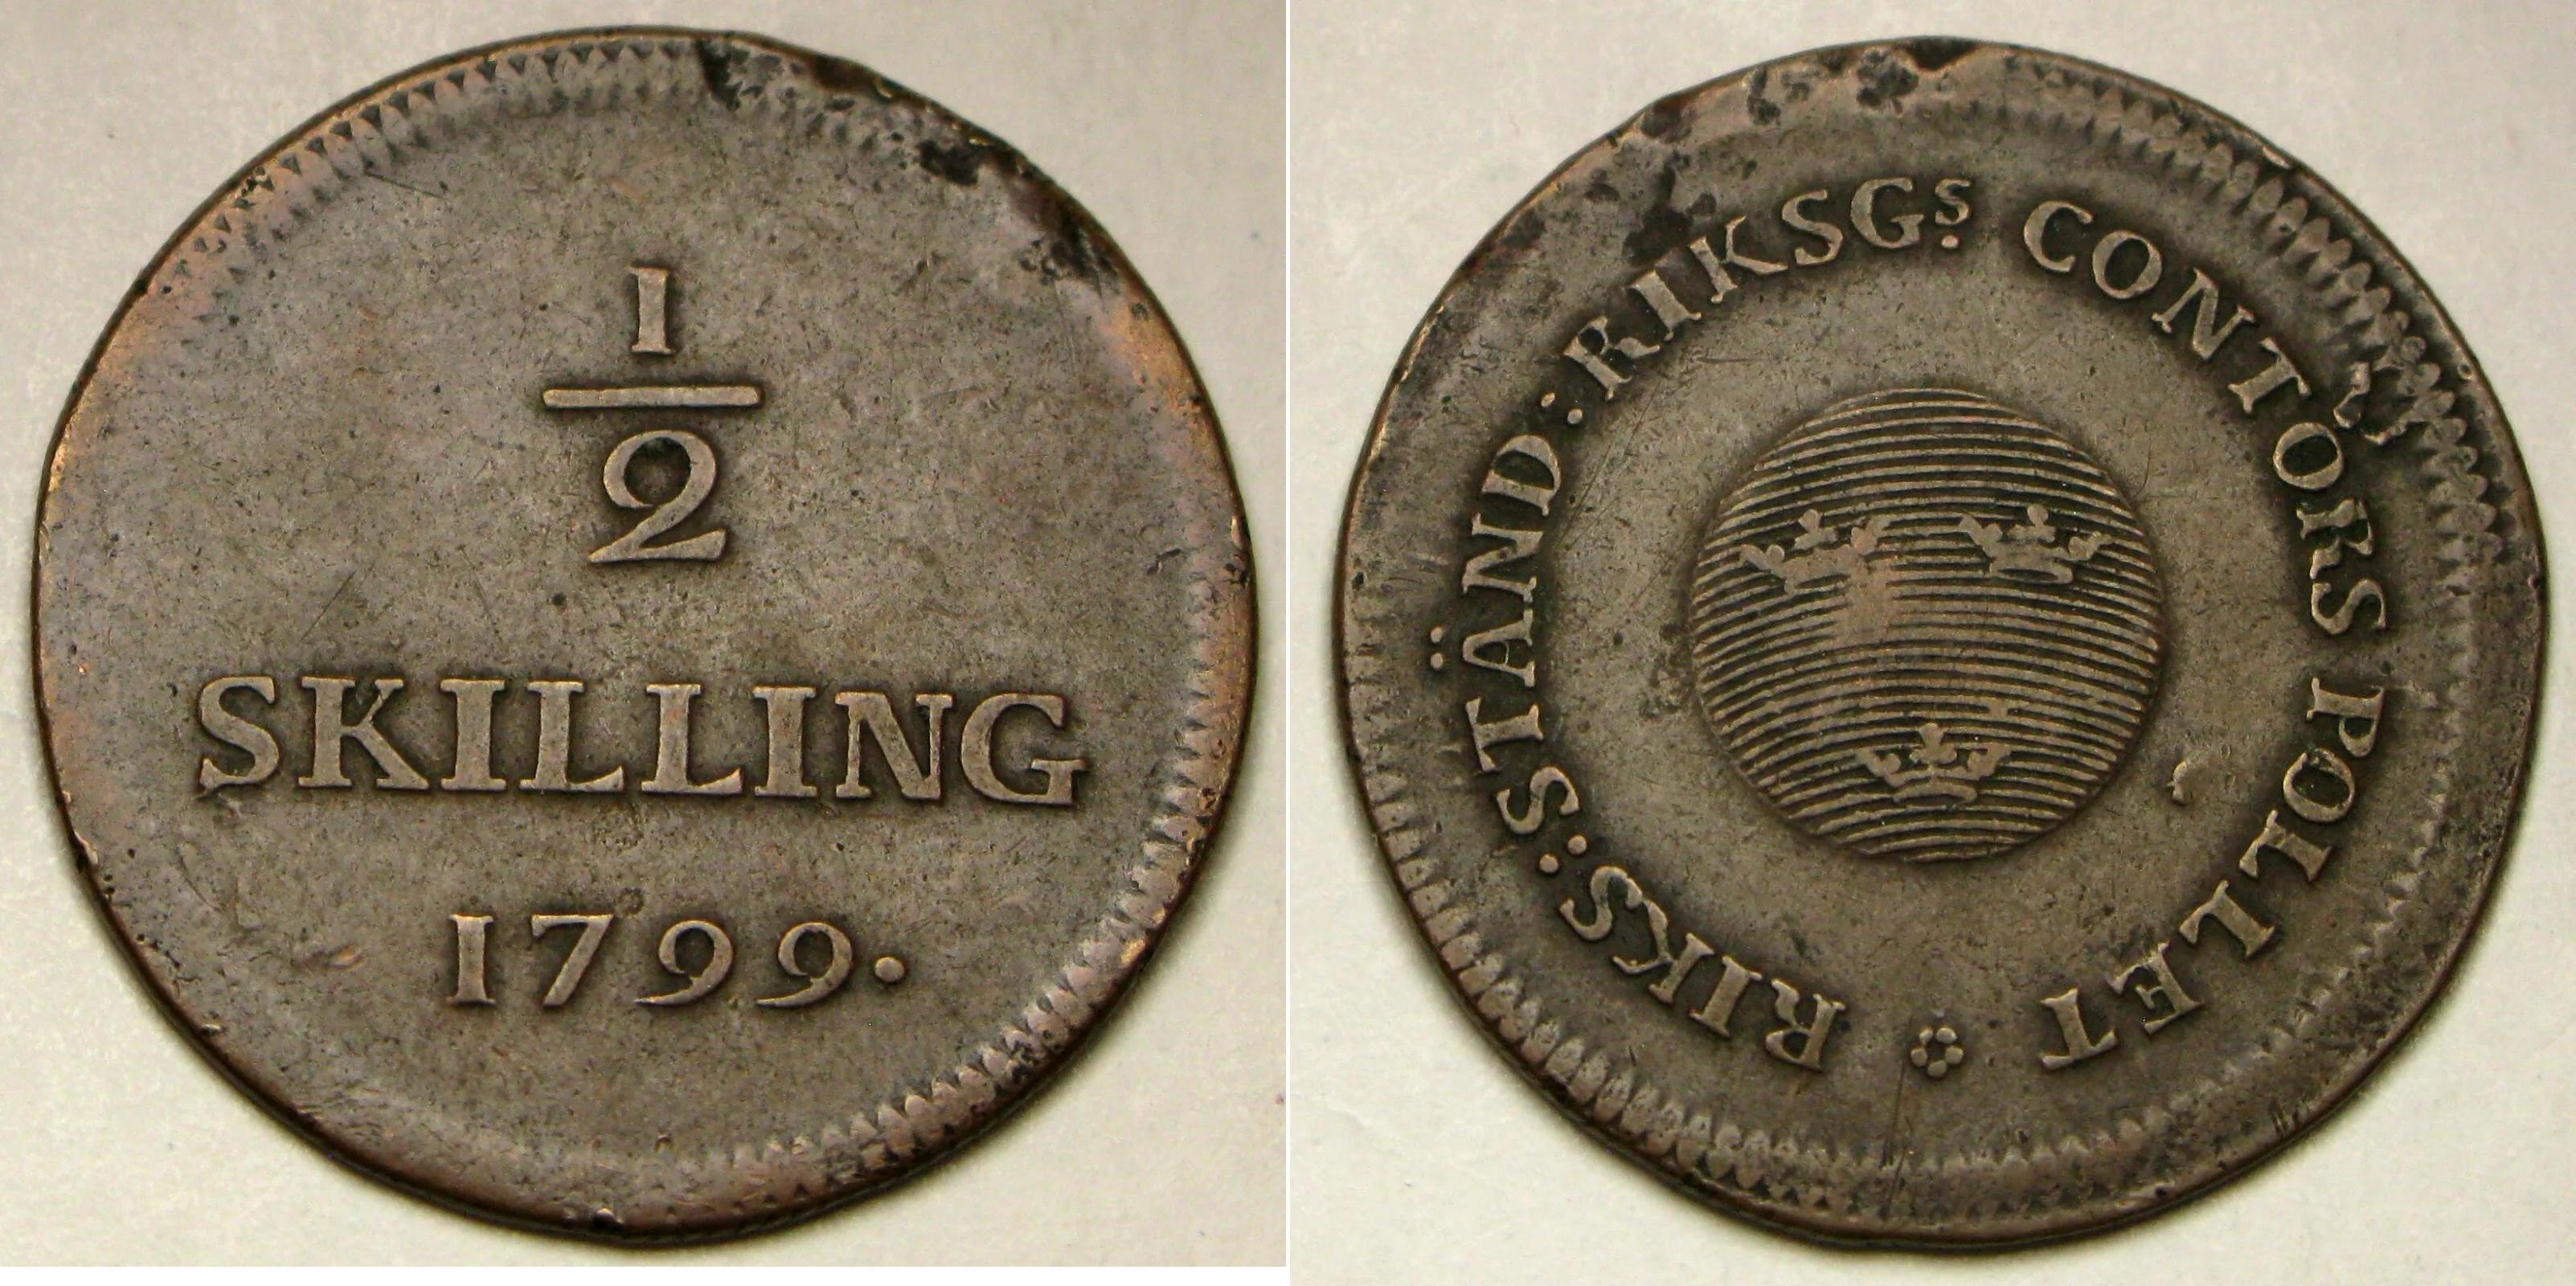 1
2
SKILLING
1799.
RIKS:S:STÄND:RIKSGS: CONTORS POLLET